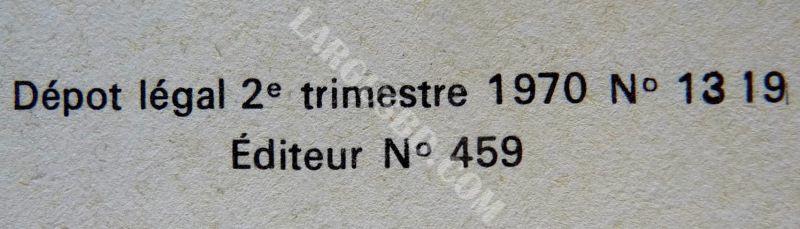 Dépot légal 2e trimestre 1970 No 13 19
Éditeur No 459